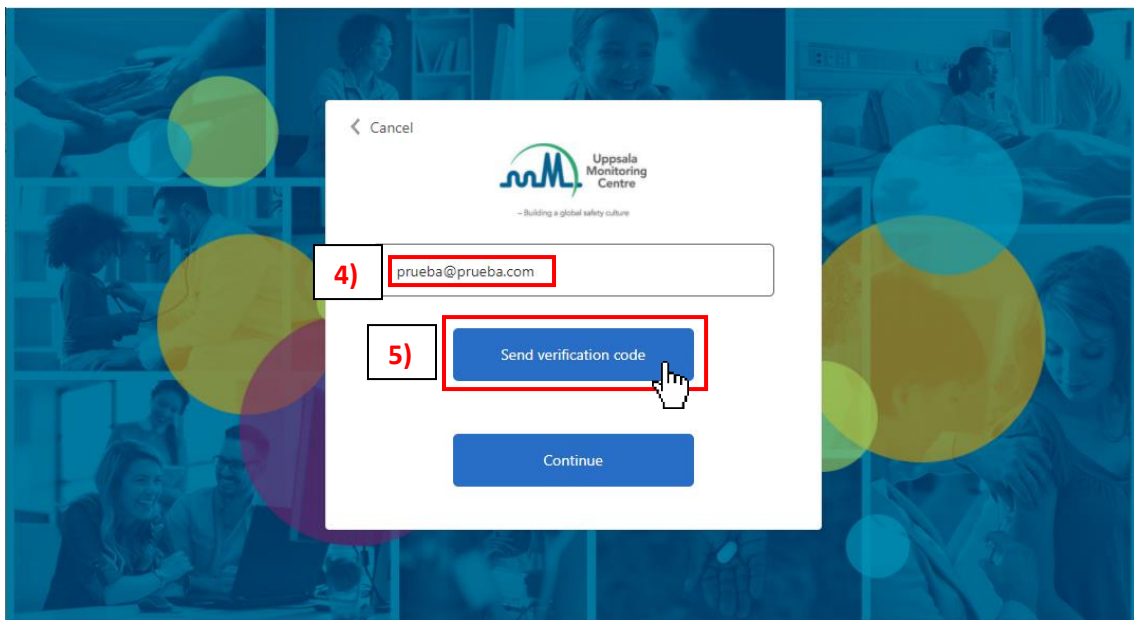 Cancel
Uppsala
Monitoring
Centre
– Building a global safety culture
4)
prueba@prueba.com
5)
Send verification code
Continue